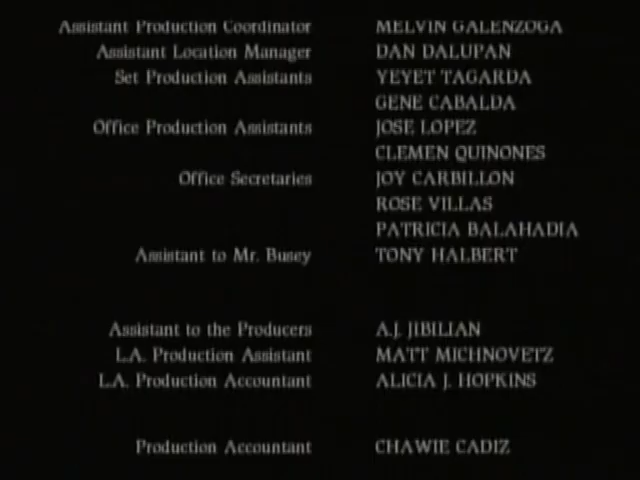 Assistant Production Coordinator MELVIN GALENZOGA
Assistant Location Manager DAN DALUPAN
Set Production Assistants YEYET TAGARDA
GENE CABALDA
Office Production Assistants JOSE LOPEZ
CLEMEN QUINONES
Office Secretaries JOY CARBILLON
ROSE VILLAS
PATRICIA BALAHADIA
Assistant to Mr. Busey TONY HALBERT
Assistant to the Producers A.J. JIBILIAN
L.A. Production Assistant MATT MICHNOVETZ
L.A. Production Accountant ALICIA J. HOPKINS
Production Accountant CHAWIE CADIZ